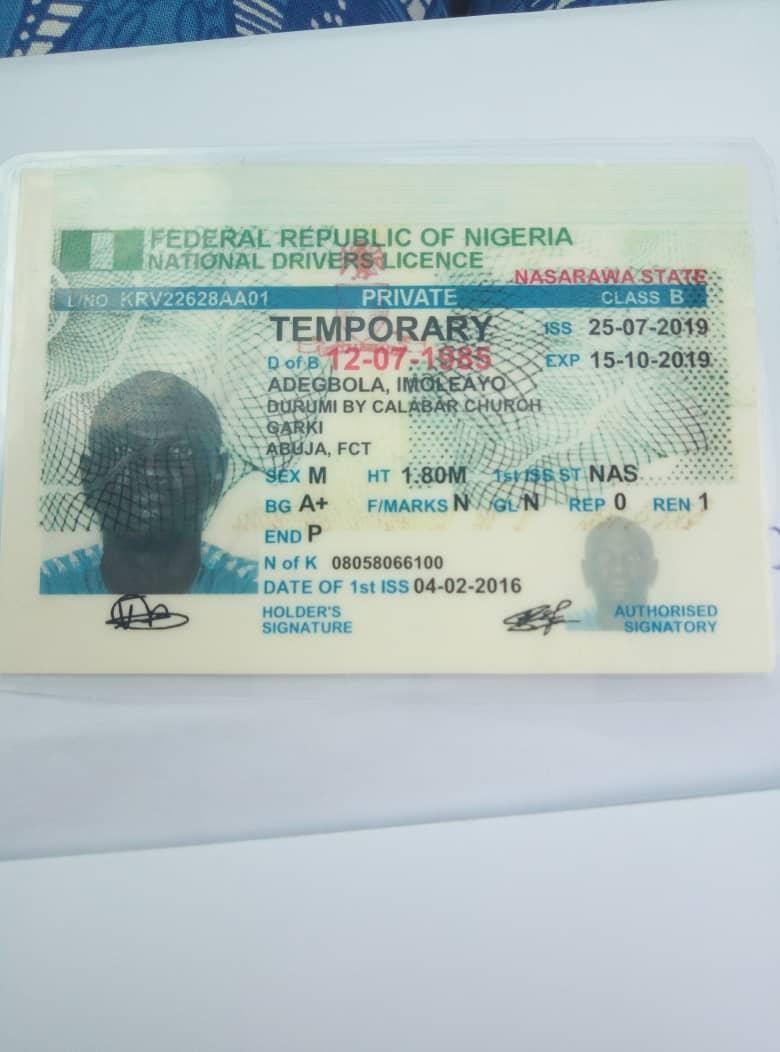 FEDERAL REPUBLIC OF NIGERIA
NATIONAL DRIVERS LICENCE
NASARAWA STATE
L/NO KRV22628AA01 PRIVATE CLASS B
TEMPORARY ISS 25-07-2019
D of B 12-07-1985 EXP 15-10-2019
ADEGBOLA, IMOLEAYO
DURUMI BY CALABAR CHURCH
GARKI
ABUJA, FCT
SEX M HT 1.80M 1st ISS ST NAS
BG A+ F/MARKS N GL N REP 0 REN 1
END P
N of K 08058066100
DATE OF 1st ISS 04-02-2016
HOLDER'S SIGNATURE
AUTHORISED SIGNATORY